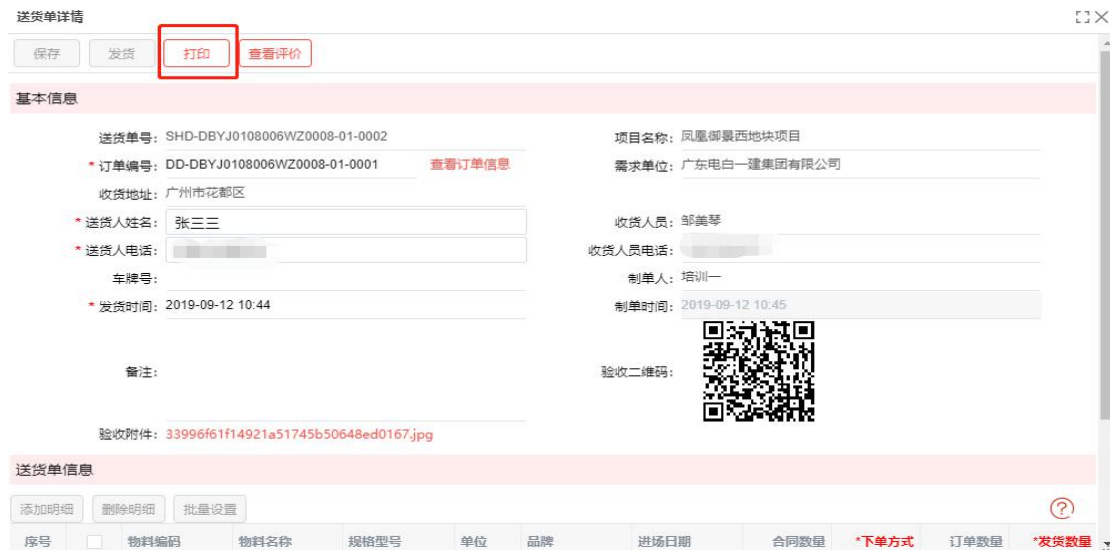 送货单详情
保存 发货 打印 查看评价
基本信息
送货单号： SHD-DBYJ0108006WZ0008-01-0002 项目名称： 凤凰御景西地块项目
* 订单编号： DD-DBYJ0108006WZ0008-01-0001 查看订单信息 需求单位： 广东电白一建集团有限公司
收货地址： 广州市花都区
* 送货人姓名： 张三三 收货人员： 邹美琴
* 送货人电话： 收货人员电话：
车牌号： 制单人： 培训一
* 发货时间： 2019-09-12 10:44 制单时间： 2019-09-12 10:45
备注： 验收二维码：
验收附件： 33996f61f14921a51745b50648ed0167.jpg
送货单信息
添加明细 删除明细 批量设置 ?
序号 物料编码 物料名称 规格型号 单位 品牌 进场日期 合同数量 *下单方式 订单数量 *发货数量